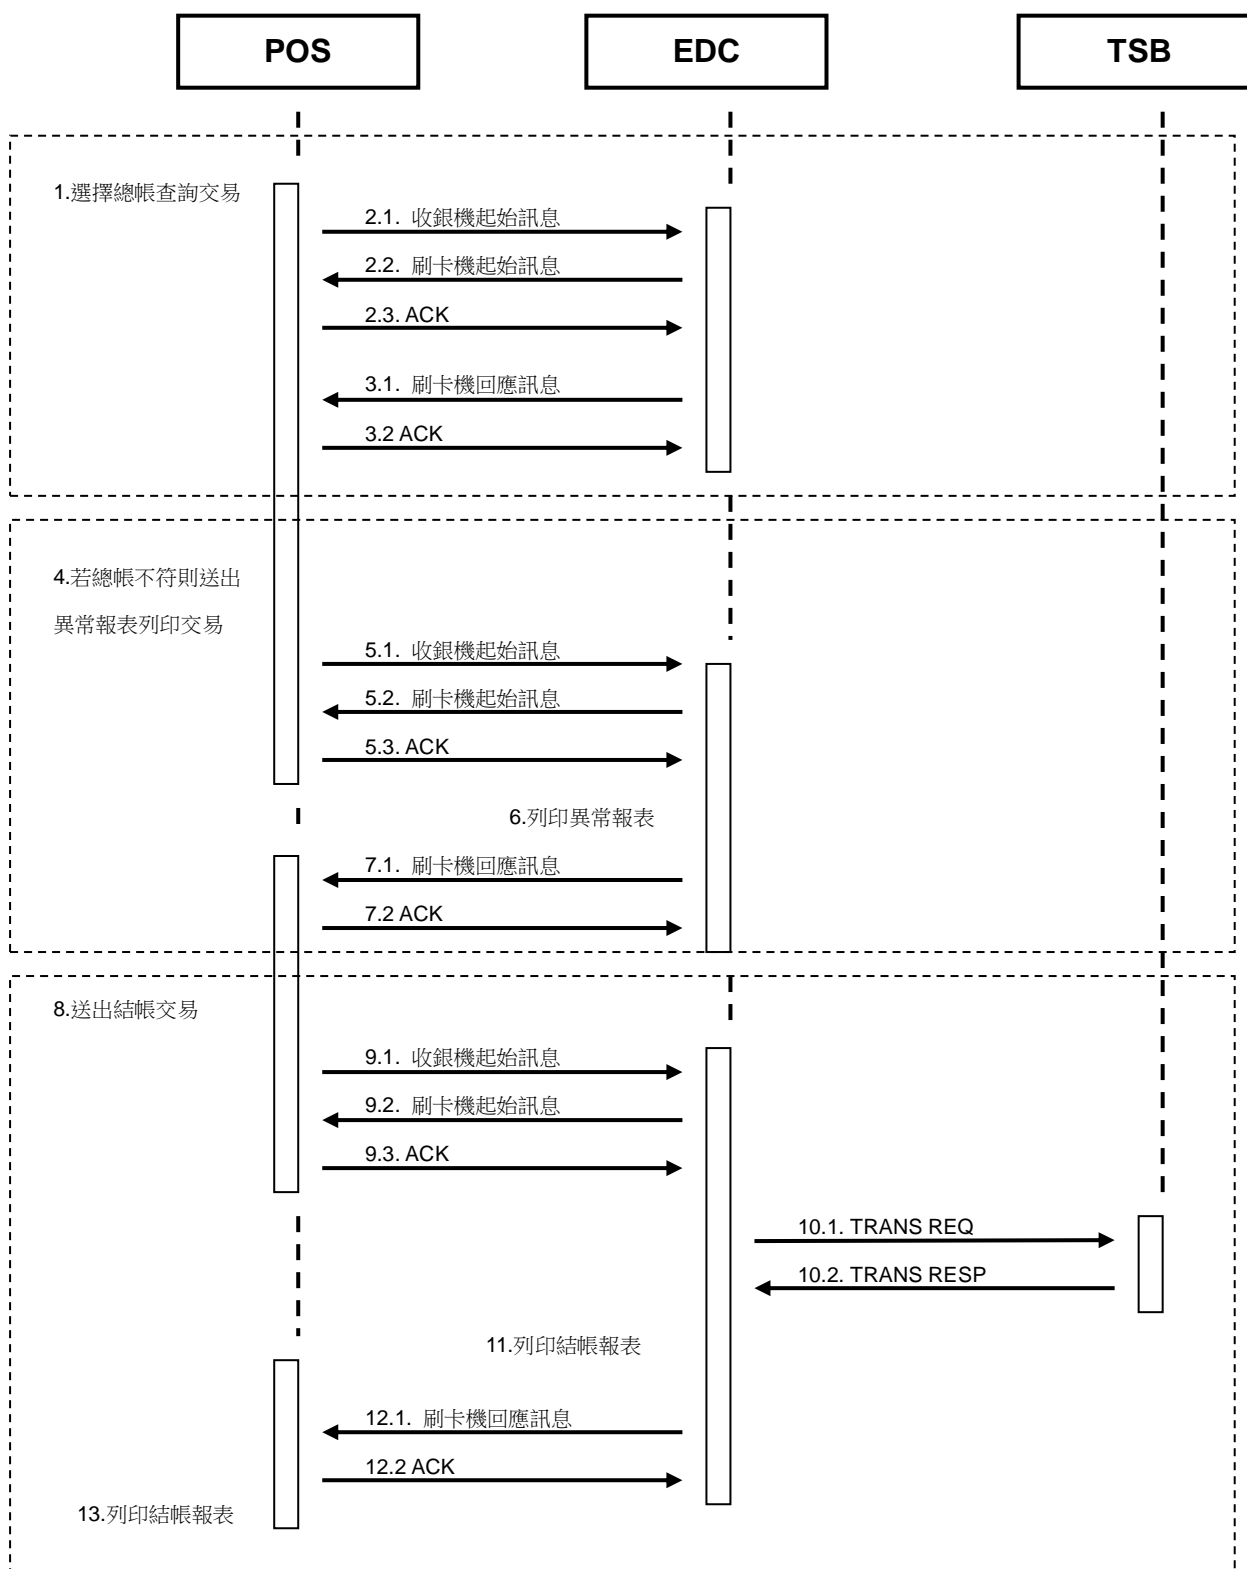 POS
EDC
TSB
1.選擇總帳查詢交易
2.1. 收銀機起始訊息
2.2. 刷卡機起始訊息
2.3. ACK
3.1. 刷卡機回應訊息
3.2 ACK
4.若總帳不符則送出
異常報表列印交易
5.1. 收銀機起始訊息
5.2. 刷卡機起始訊息
5.3. ACK
6.列印異常報表
7.1. 刷卡機回應訊息
7.2 ACK
8.送出結帳交易
9.1. 收銀機起始訊息
9.2. 刷卡機起始訊息
9.3. ACK
10.1. TRANS REQ
10.2. TRANS RESP
11.列印結帳報表
12.1. 刷卡機回應訊息
12.2 ACK
13.列印結帳報表